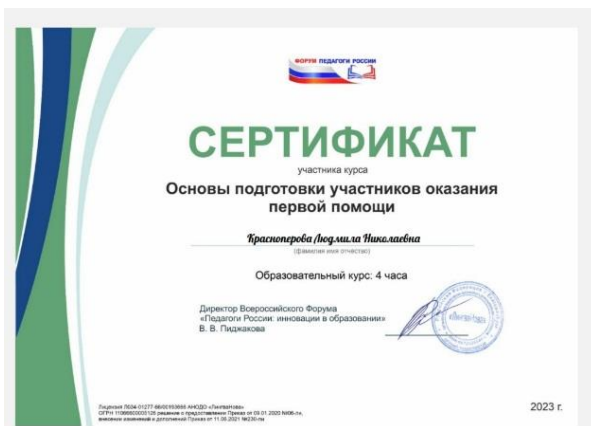 ФОРУМ ПЕДАГОГИ РОССИИ
СЕРТИФИКАТ
участника курса
Основы подготовки участников оказания
первой помощи
Красноперова Людмила Николаевна
(фамилия имя отчество)
Образовательный курс: 4 часа
Директор Всероссийского Форума
«Педагоги России: инновации в образовании»
В. В. Пиджакова
2023 г.